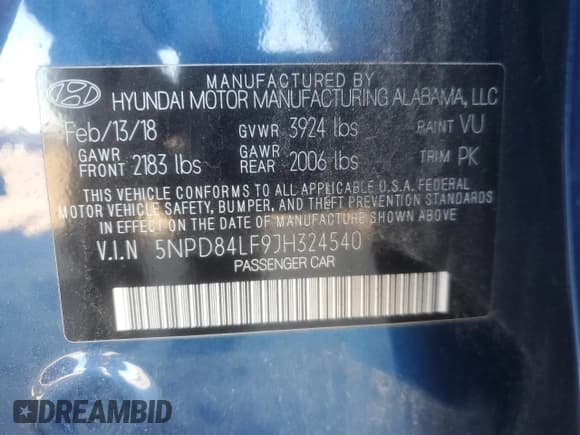 MANUFACTURED BY
HYUNDAI MOTOR MANUFACTURING ALABAMA, LLC
Feb/13/18 GVWR 3924 lbs PAINT VU
GAWR FRONT 2183 lbs GAWR REAR 2006 lbs TRIM PK
THIS VEHICLE CONFORMS TO ALL APPLICABLE U.S.A. FEDERAL
MOTOR VEHICLE SAFETY, BUMPER, AND THEFT PREVENTION STANDARDS
IN EFFECT ON THE DATE OF MANUFACTURE SHOWN ABOVE.
V.I.N 5NPD84LF9JH324540
PASSENGER CAR
DREAMBID